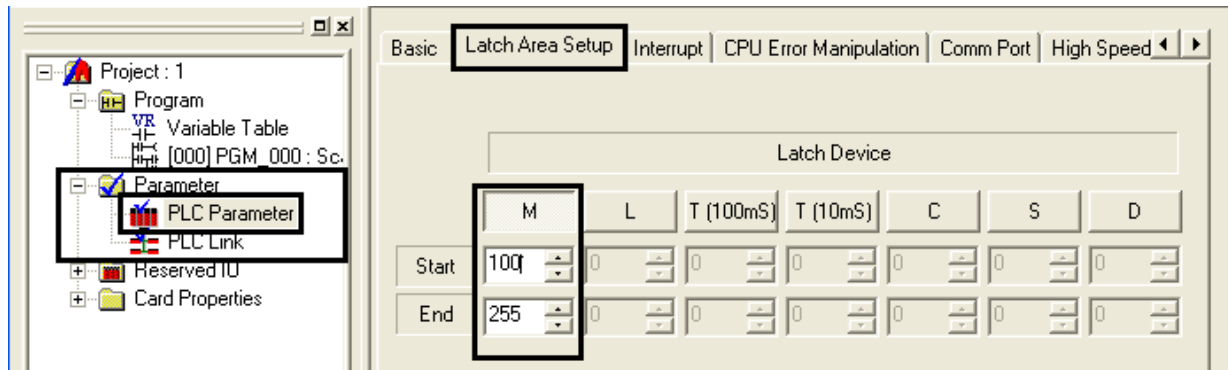 Project : 1
Program
VR Variable Table
[000] PGM_000 : Sc
Parameter
PLC Parameter
PLC Link
Reserved IO
Card Properties
Basic Latch Area Setup Interrupt CPU Error Manipulation Comm Port High Speed
Latch Device
M L T (100mS) T (10mS) C S D
Start 100 0 0 0 0 0 0
End 255 0 0 0 0 0 0